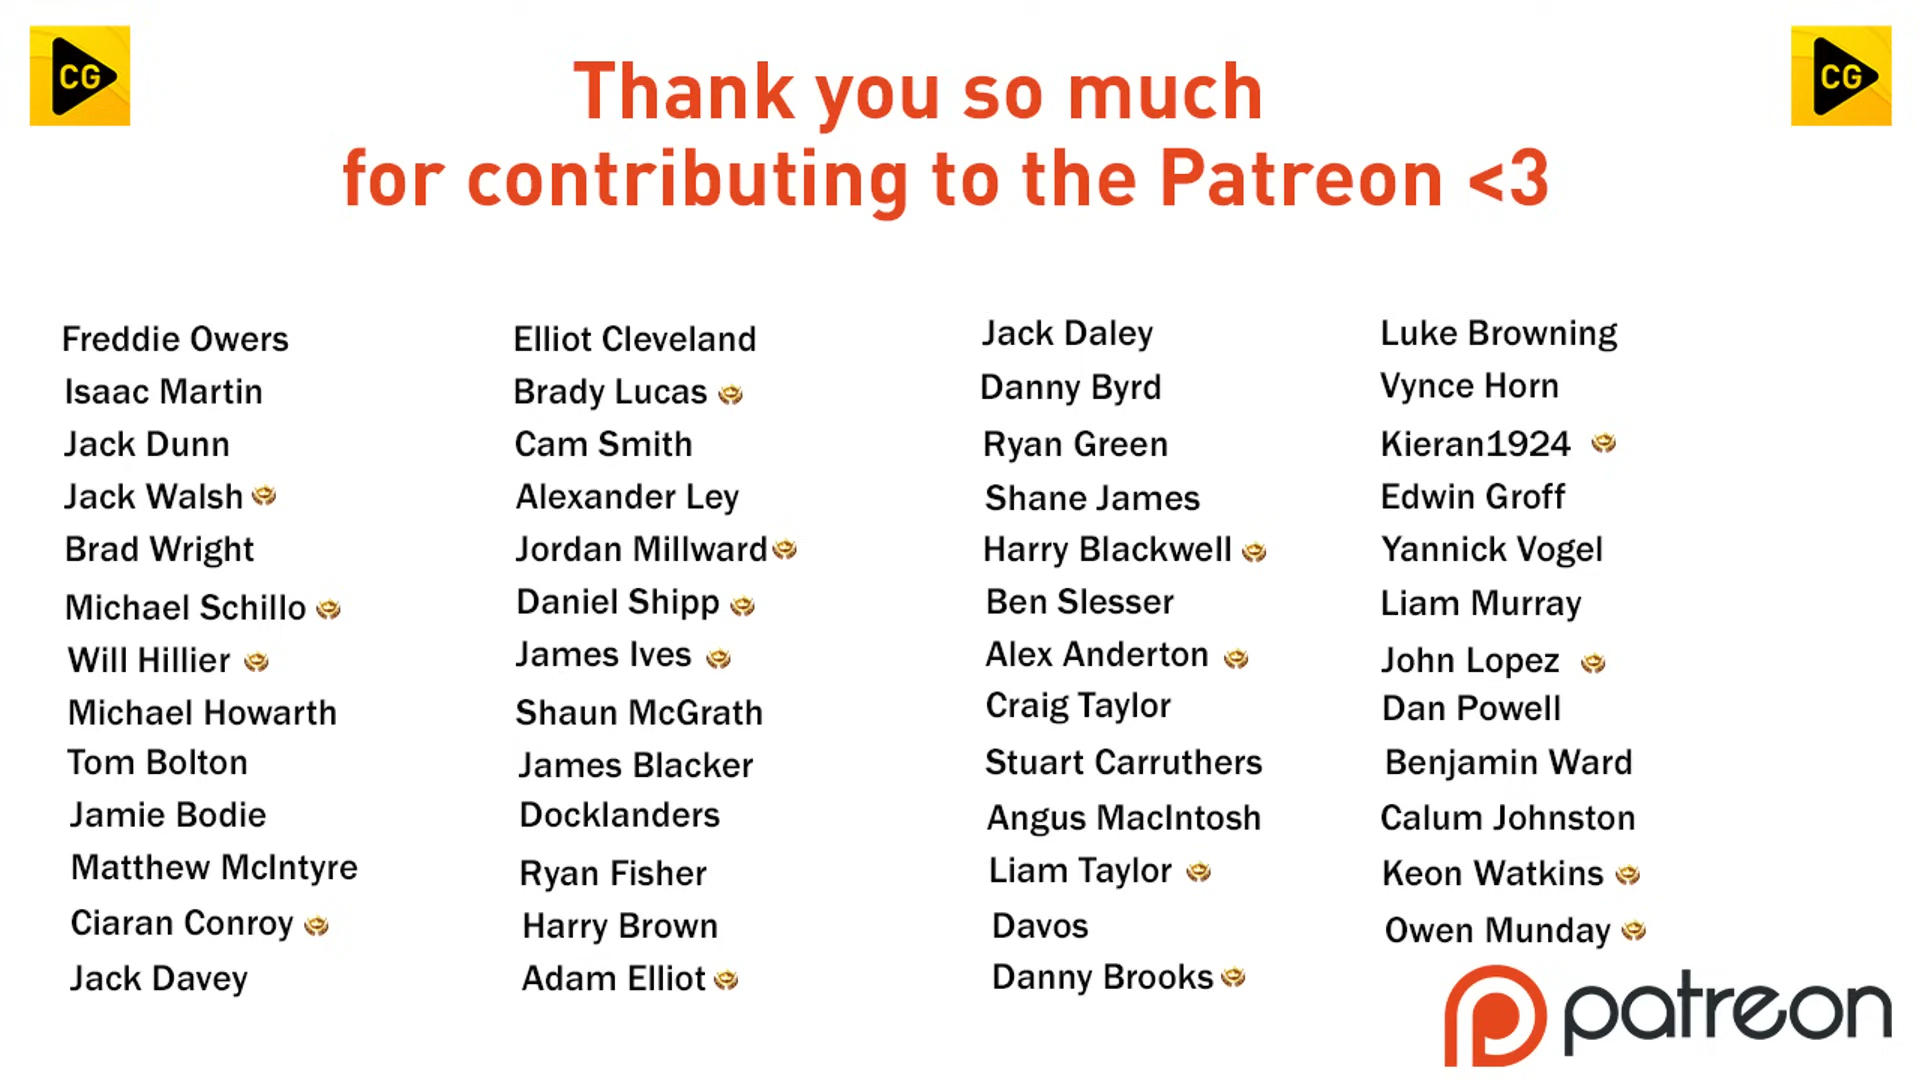 CG
CG
Thank you so much
for contributing to the Patreon <3
Freddie Owers
Isaac Martin
Jack Dunn
Jack Walsh
Brad Wright
Michael Schillo
Will Hillier
Michael Howarth
Tom Bolton
Jamie Bodie
Matthew McIntyre
Ciaran Conroy
Jack Davey
Elliot Cleveland
Brady Lucas
Cam Smith
Alexander Ley
Jordan Millward
Daniel Shipp
James Ives
Shaun McGrath
James Blacker
Docklanders
Ryan Fisher
Harry Brown
Adam Elliot
Jack Daley
Danny Byrd
Ryan Green
Shane James
Harry Blackwell
Ben Slesser
Alex Anderton
Craig Taylor
Stuart Carruthers
Angus MacIntosh
Liam Taylor
Davos
Danny Brooks
Luke Browning
Vynce Horn
Kieran1924
Edwin Groff
Yannick Vogel
Liam Murray
John Lopez
Dan Powell
Benjamin Ward
Calum Johnston
Keon Watkins
Owen Munday
patreon